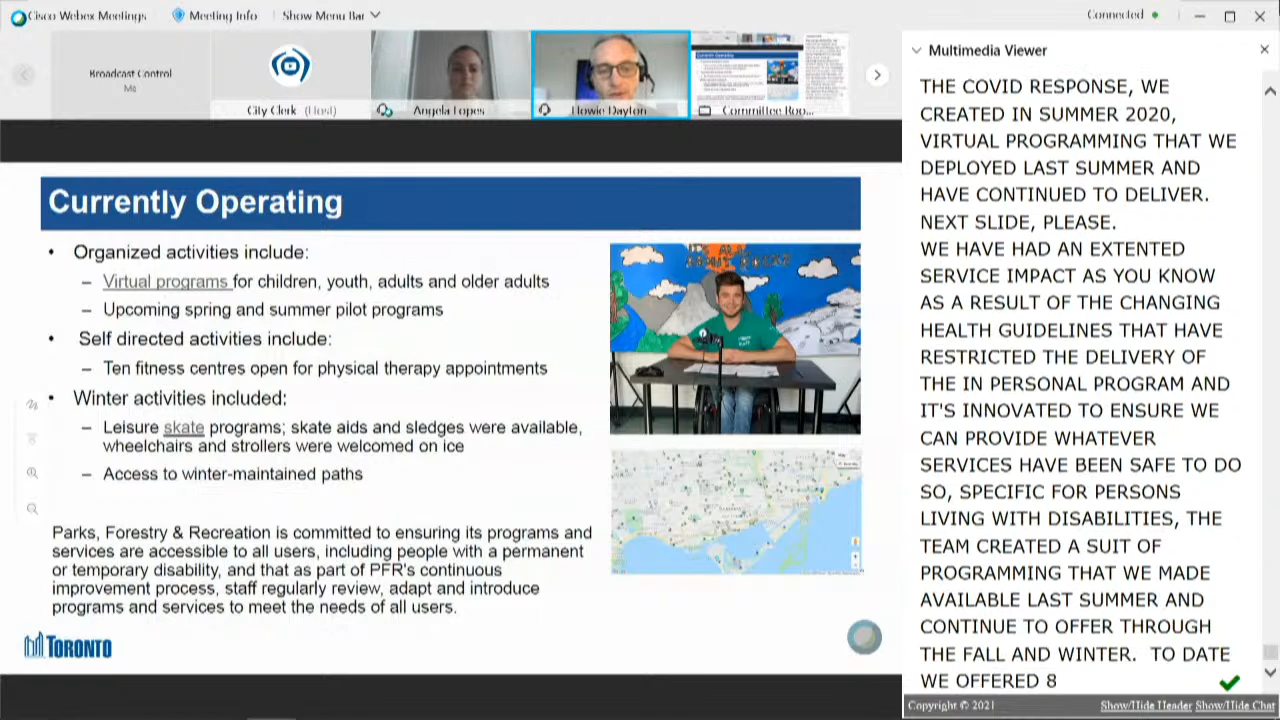 Cisco Webex Meetings
Meeting Info
Show Menu Bar
Connected
Broadcast Control
Me
City Clerk (Host)
Angela Lopes
Howie Dayton
Committee Roo...
Currently Operating
• Organized activities include:
– Virtual programs for children, youth, adults and older adults
– Upcoming spring and summer pilot programs
• Self directed activities include:
– Ten fitness centres open for physical therapy appointments
• Winter activities included:
– Leisure skate programs; skate aids and sledges were available,
wheelchairs and strollers were welcomed on ice
– Access to winter-maintained paths
Parks, Forestry & Recreation is committed to ensuring its programs and
services are accessible to all users, including people with a permanent
or temporary disability, and that as part of PFR's continuous
improvement process, staff regularly review, adapt and introduce
programs and services to meet the needs of all users.
TORONTO
IT'S ALL
Multimedia Viewer
THE COVID RESPONSE, WE
CREATED IN SUMMER 2020,
VIRTUAL PROGRAMMING THAT WE
DEPLOYED LAST SUMMER AND
HAVE CONTINUED TO DELIVER.
NEXT SLIDE, PLEASE.
WE HAVE HAD AN EXTENTED
SERVICE IMPACT AS YOU KNOW
AS A RESULT OF THE CHANGING
HEALTH GUIDELINES THAT HAVE
RESTRICTED THE DELIVERY OF
THE IN PERSONAL PROGRAM AND
IT'S INNOVATED TO ENSURE WE
CAN PROVIDE WHATEVER
SERVICES HAVE BEEN SAFE TO DO
SO, SPECIFIC FOR PERSONS
LIVING WITH DISABILITIES, THE
TEAM CREATED A SUIT OF
PROGRAMMING THAT WE MADE
AVAILABLE LAST SUMMER AND
CONTINUE TO OFFER THROUGH
THE FALL AND WINTER. TO DATE
WE OFFERED 8
Copyright © 2021
Show/Hide Header Show/Hide Chat